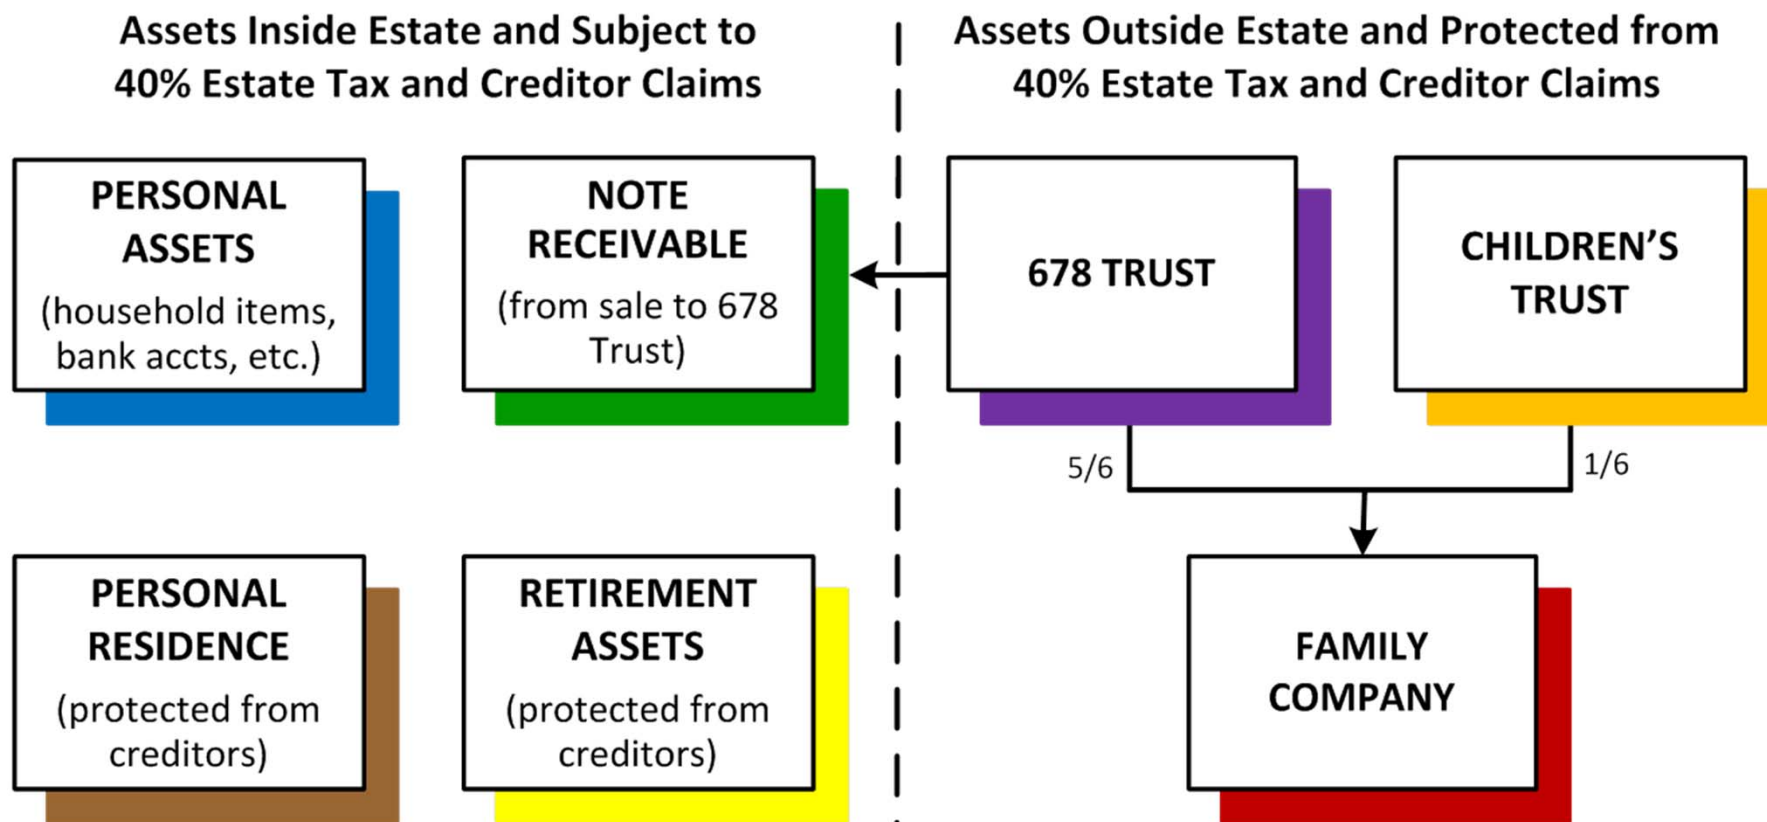 Assets Inside Estate and Subject to
40% Estate Tax and Creditor Claims
Assets Outside Estate and Protected from
40% Estate Tax and Creditor Claims
PERSONAL
ASSETS
(household items,
bank accts, etc.)
NOTE
RECEIVABLE
(from sale to 678
Trust)
678 TRUST
CHILDREN’S
TRUST
5/6
1/6
PERSONAL
RESIDENCE
(protected from
creditors)
RETIREMENT
ASSETS
(protected from
creditors)
FAMILY
COMPANY